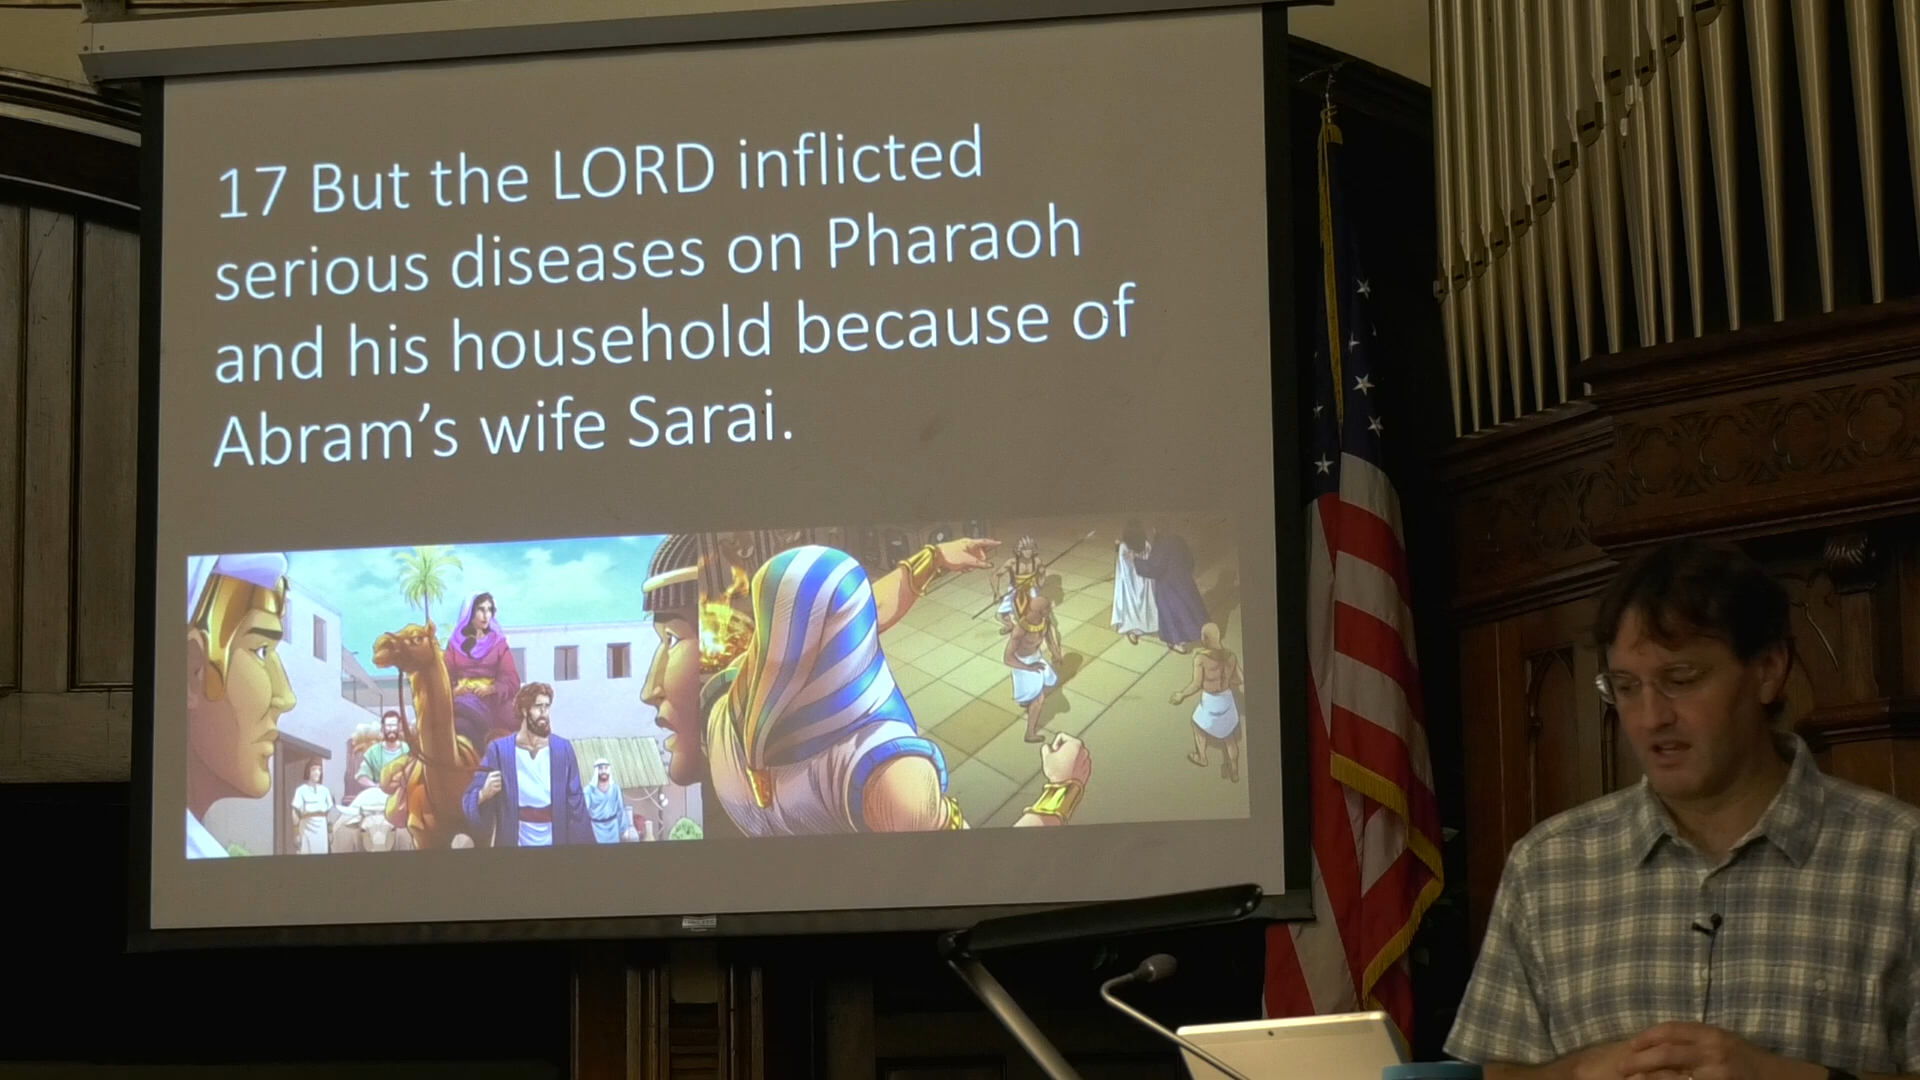 17 But the LORD inflicted
serious diseases on Pharaoh
and his household because of
Abram’s wife Sarai.